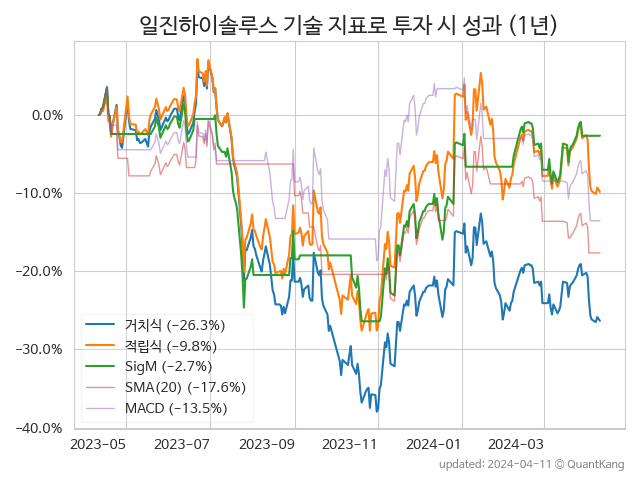 일진하이솔루스 기술 지표로 투자 시 성과 (1년)
0.0%
−10.0%
−20.0%
−30.0%
−40.0%
거치식 (−26.3%)
적립식 (−9.8%)
SigM (−2.7%)
SMA(20) (−17.6%)
MACD (−13.5%)
2023-05 2023-07 2023-09 2023-11 2024-01 2024-03
updated: 2024-04-11 © QuantKang